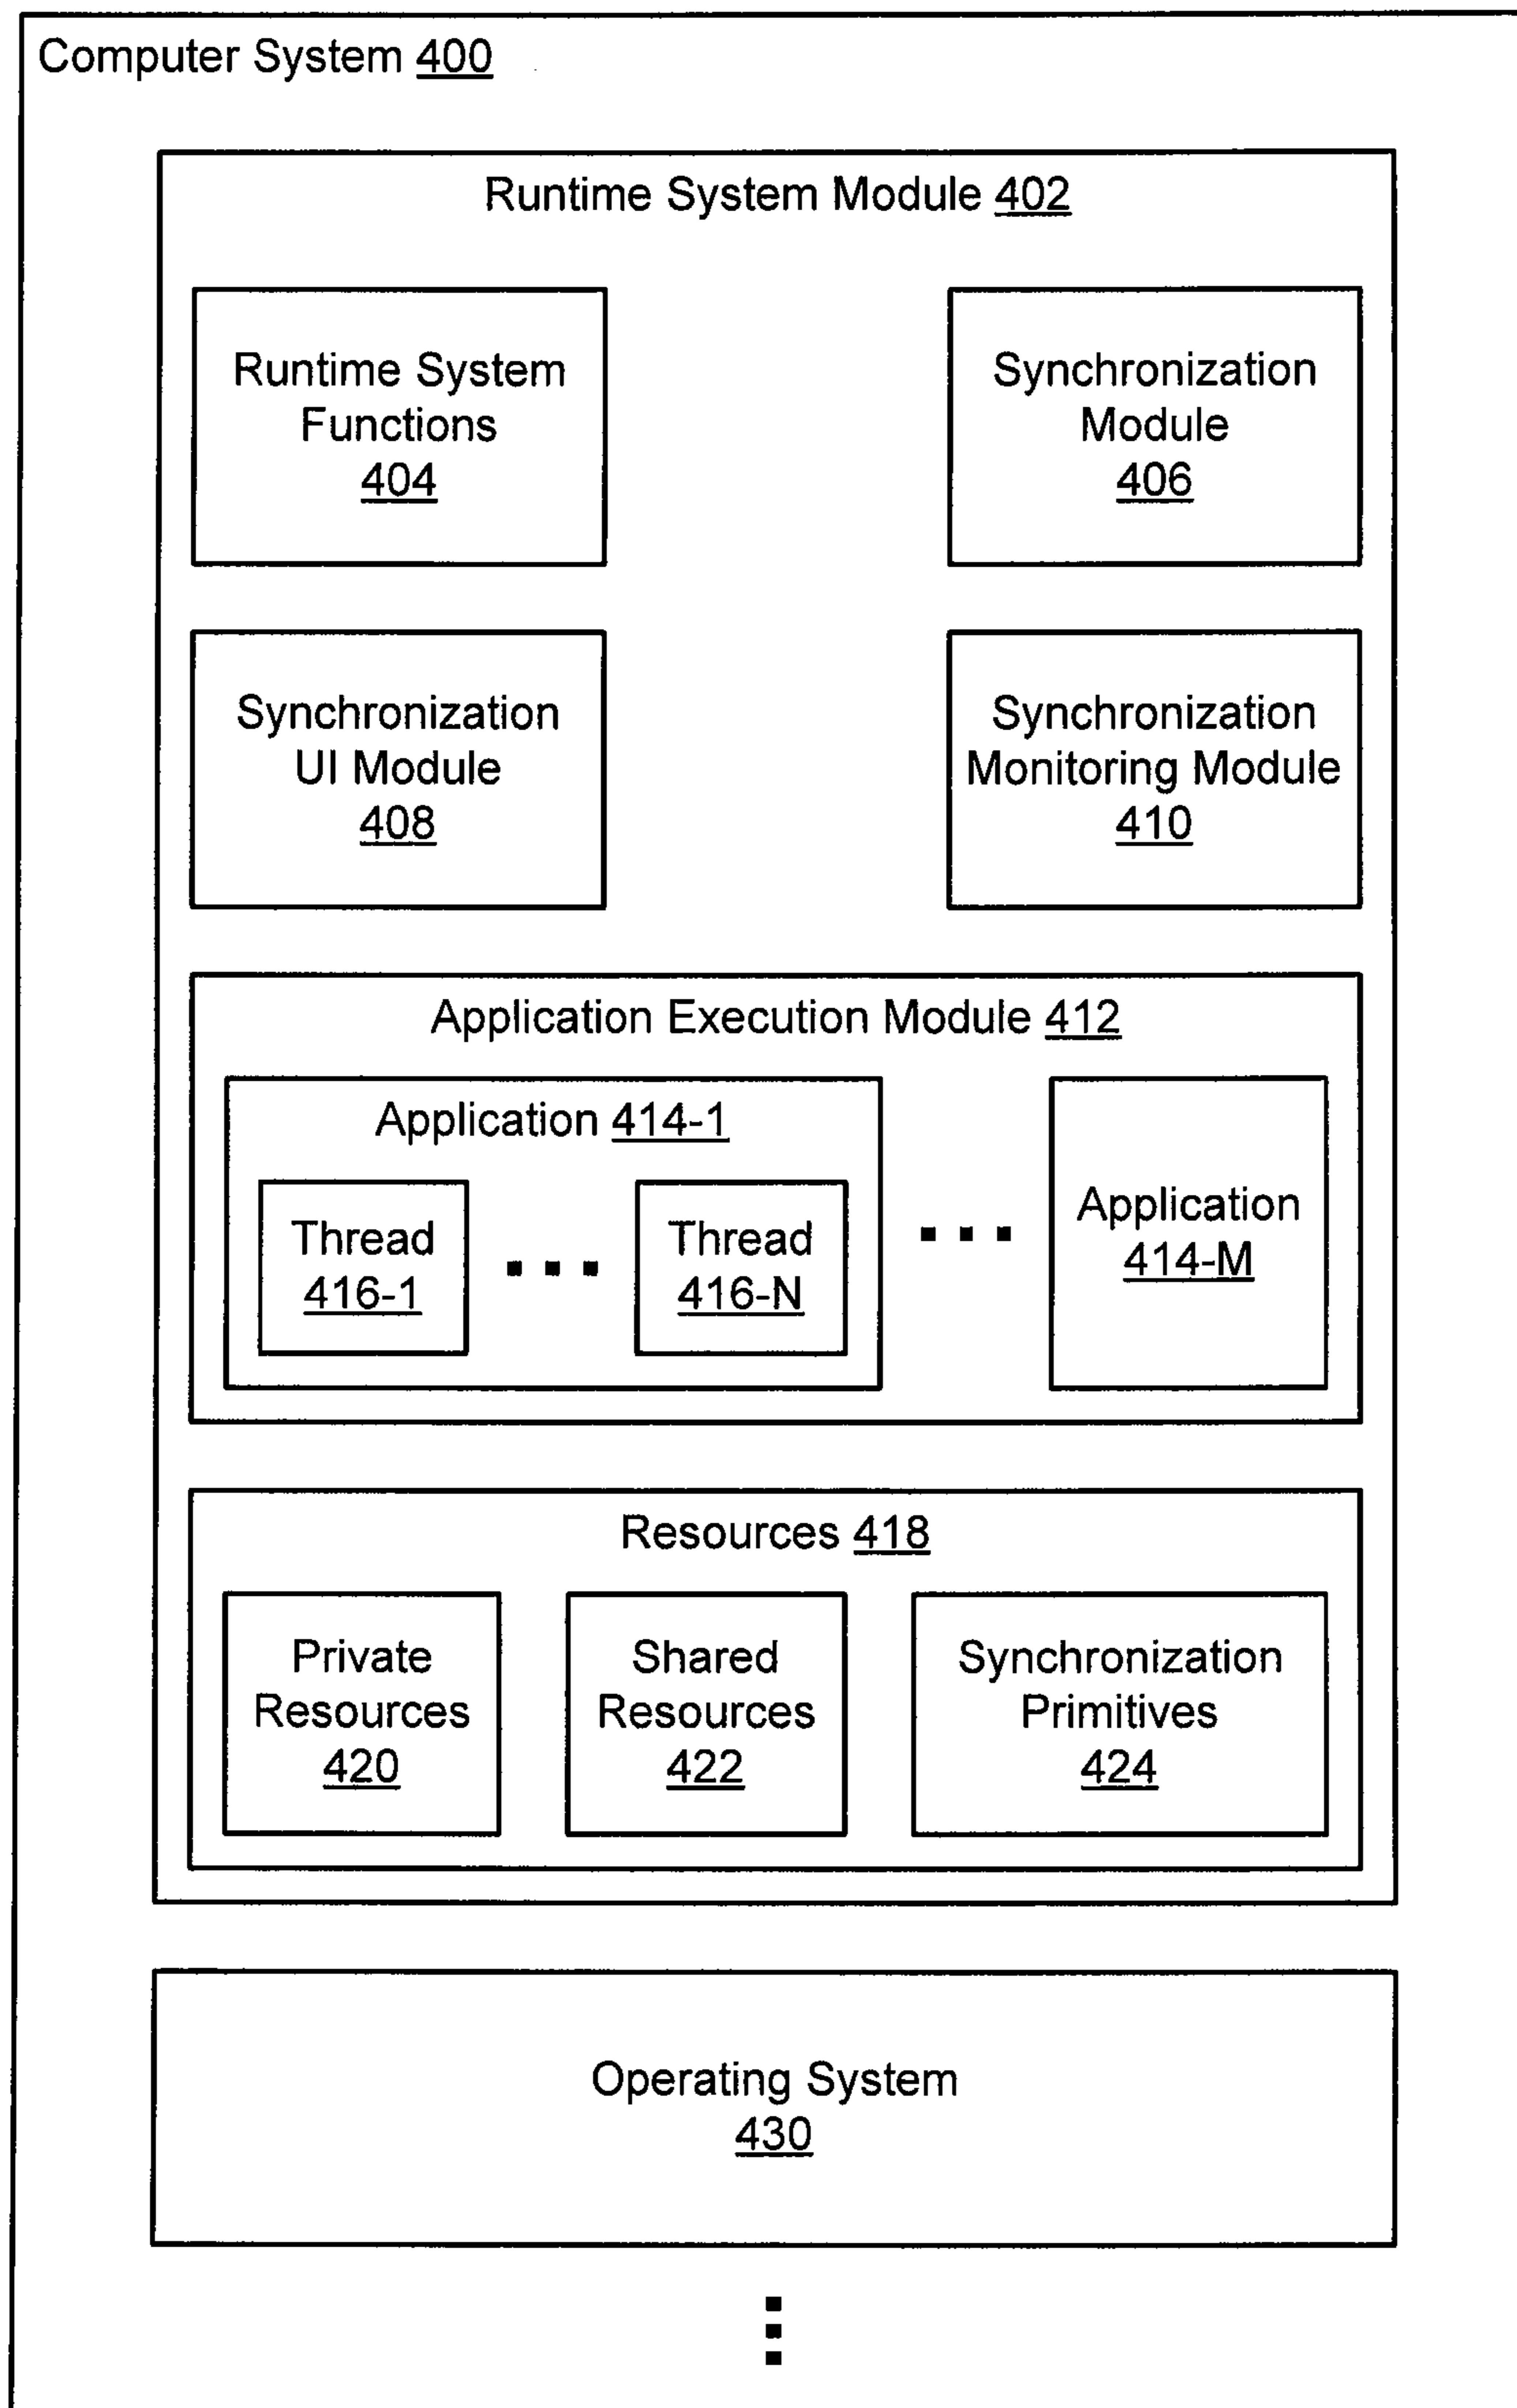 Computer System 400
Runtime System Module 402
Runtime System
Functions
404
Synchronization
Module
406
Synchronization
UI Module
408
Synchronization
Monitoring Module
410
Application Execution Module 412
Application 414-1
Thread
416-1
Thread
416-N
Application
414-M
Resources 418
Private
Resources
420
Shared
Resources
422
Synchronization
Primitives
424
Operating System
430